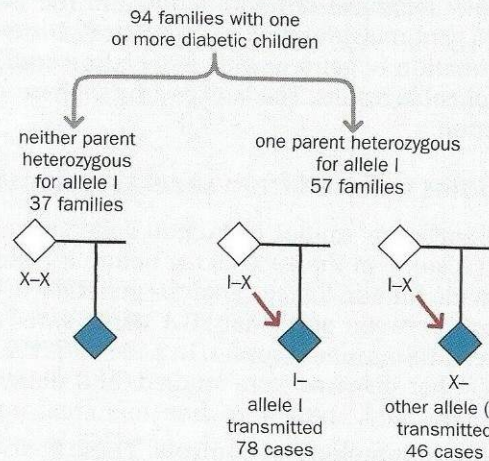 94 families with one
or more diabetic children
neither parent
heterozygous
for allele I
37 families
one parent heterozygous
for allele I
57 families
X–X
I–X
I–X
I–
allele I
transmitted
78 cases
X–
other allele (
transmitted
46 cases